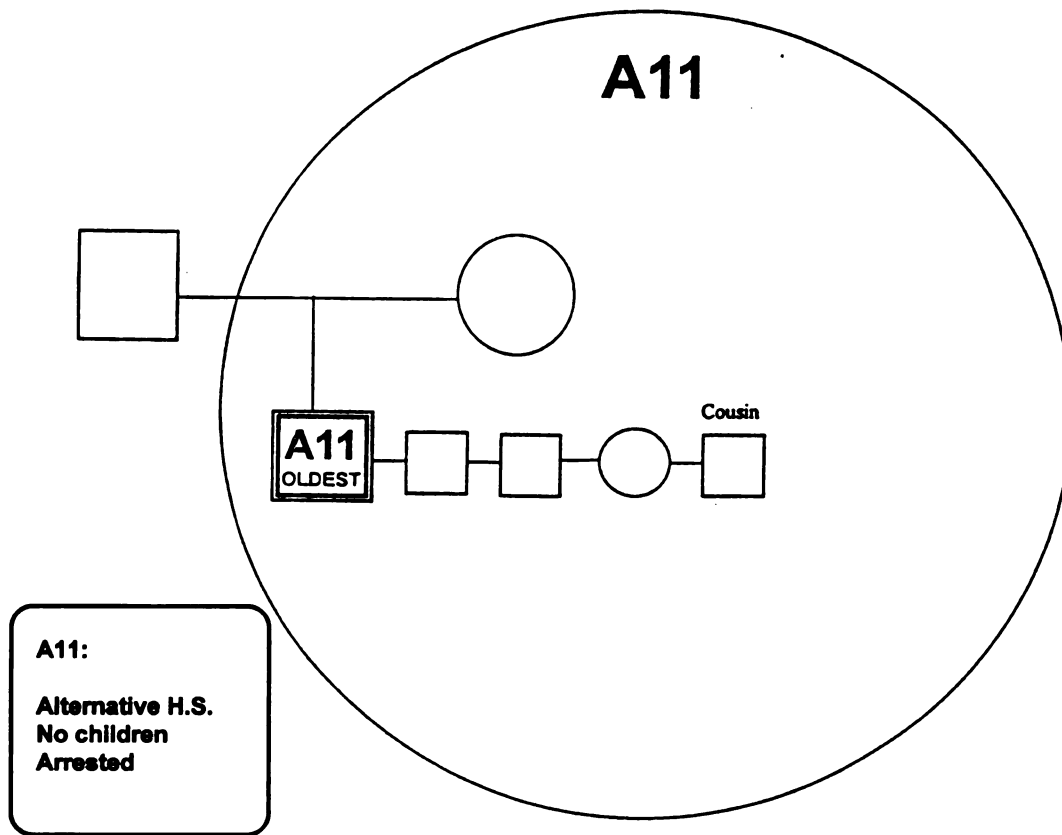 A11
Cousin
A11
OLDEST
A11:
Alternative H.S.
No children
Arrested